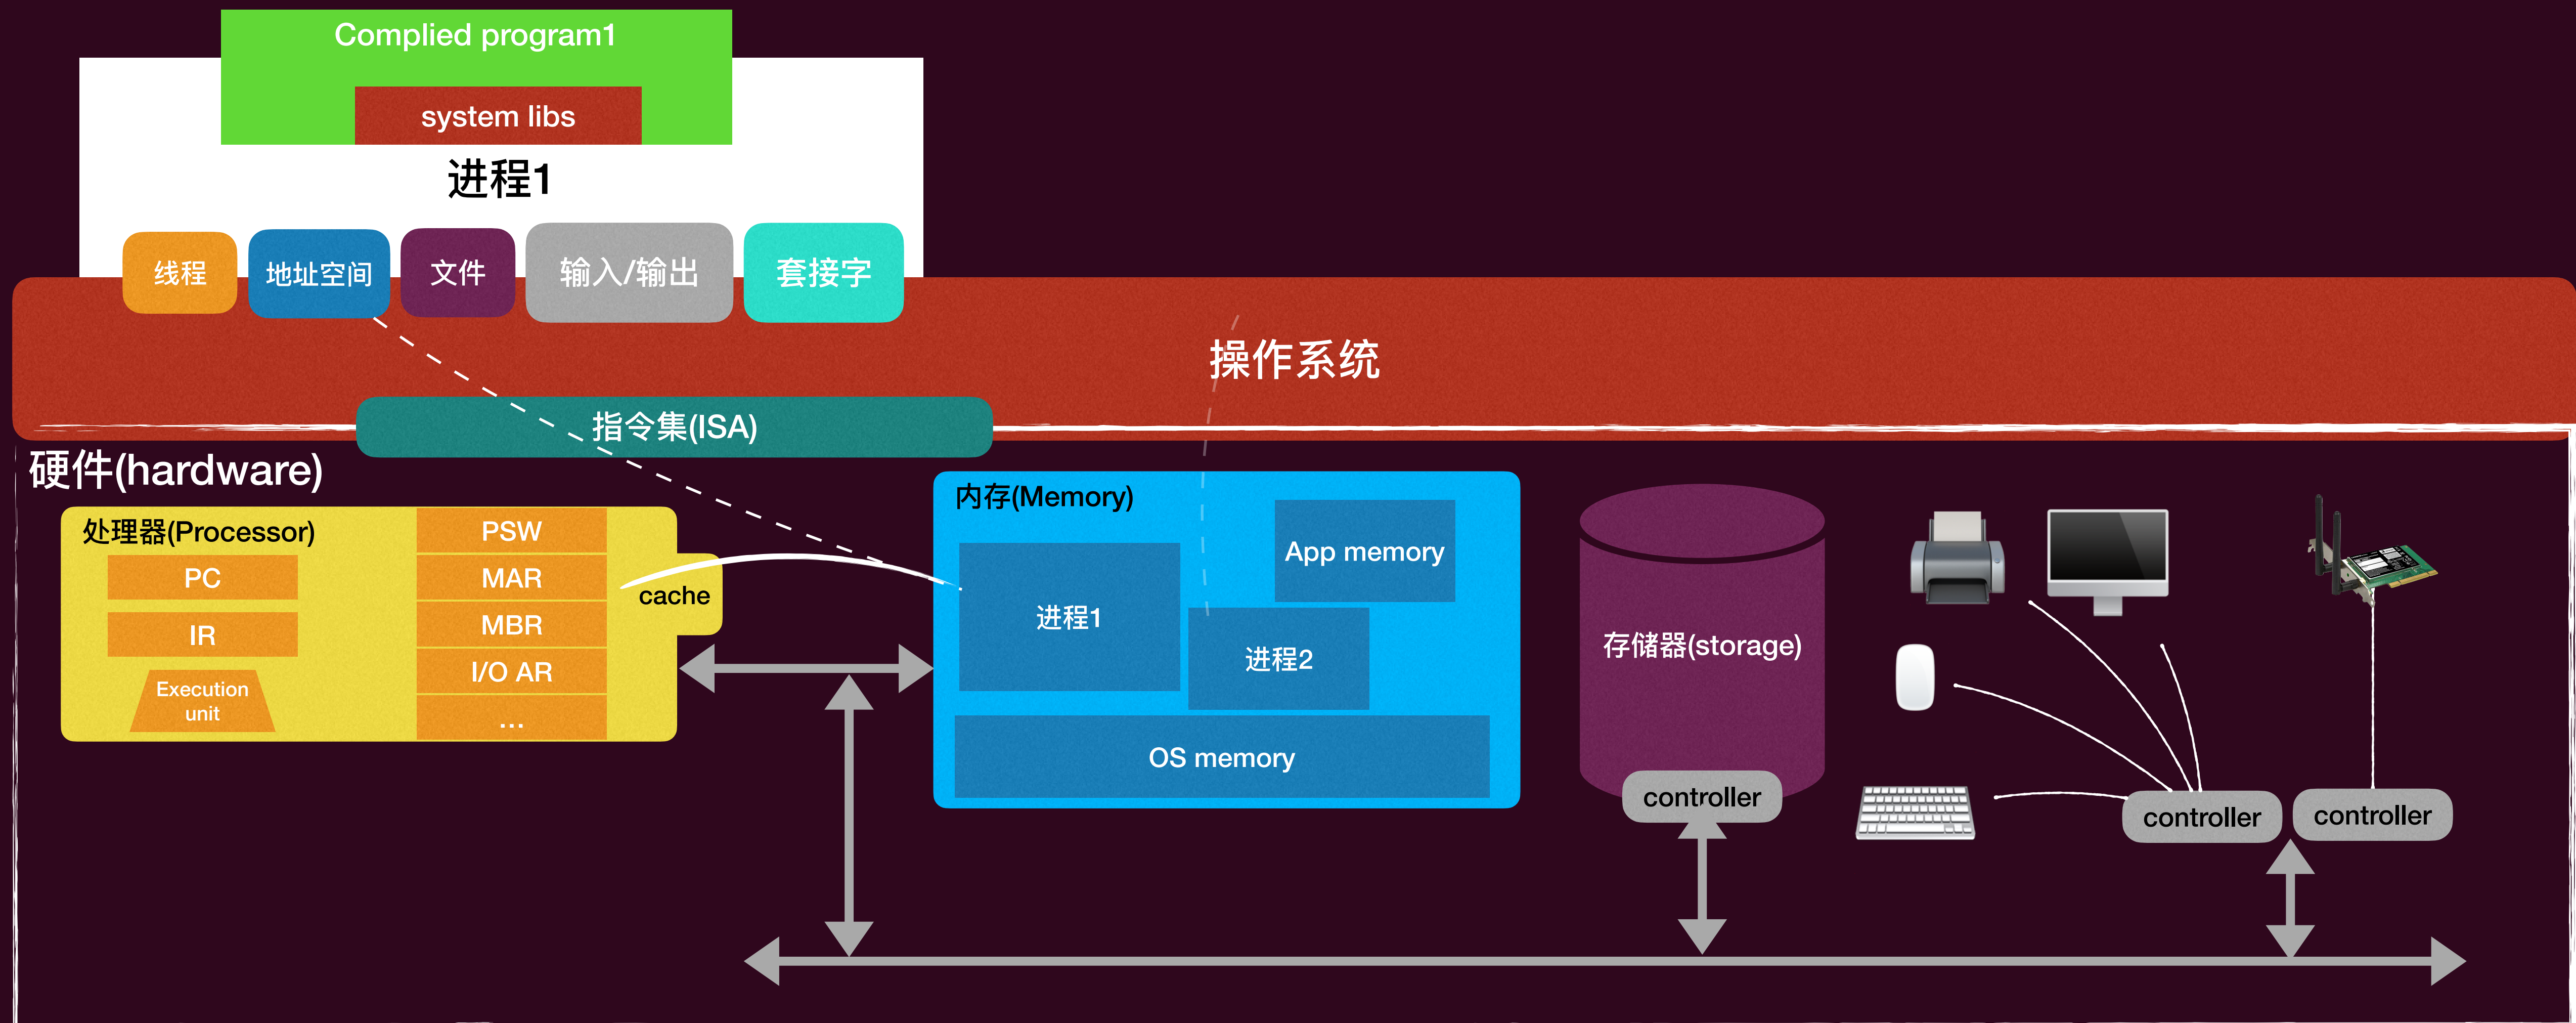 Complied program1
system libs
进程1
线程
地址空间
文件
输入/输出
套接字
操作系统
指令集(ISA)
硬件(hardware)
处理器(Processor)
PC
IR
Execution
unit
PSW
MAR
MBR
I/O AR
...
cache
内存(Memory)
进程1
App memory
进程2
OS memory
存储器(storage)
controller
controller
controller